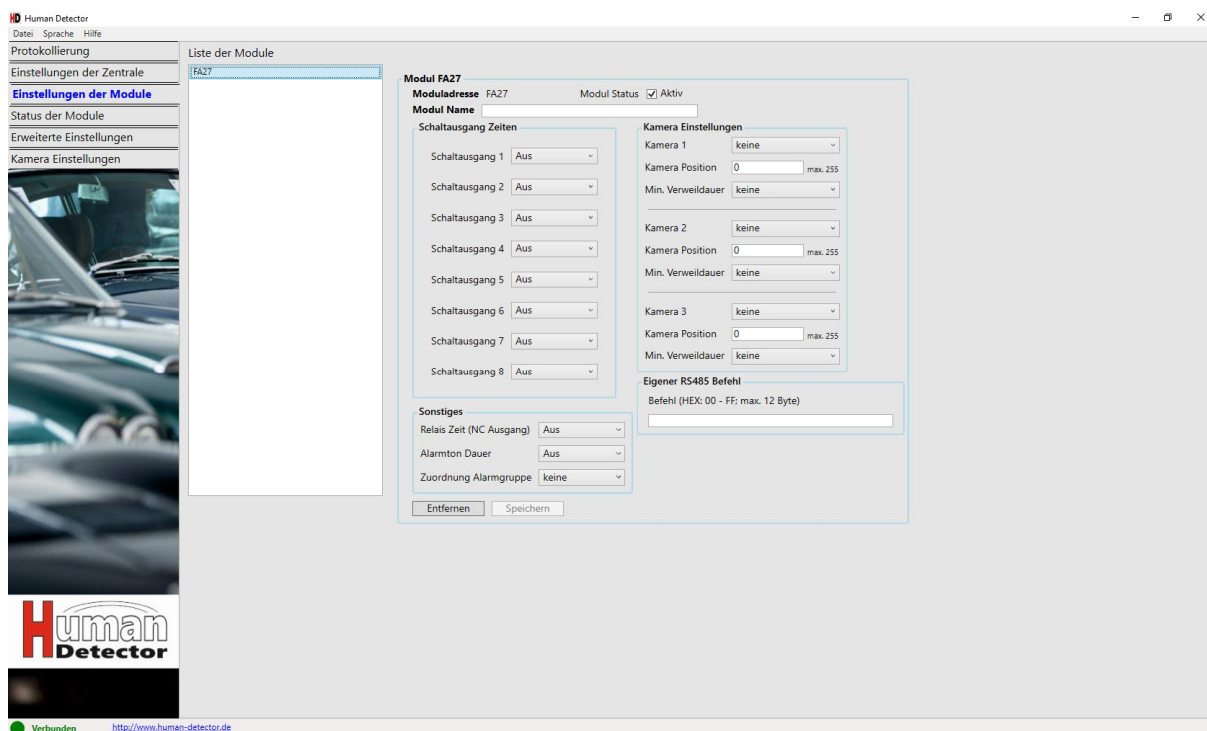 HD Human Detector
Datei Sprache Hilfe
Protokollierung
Einstellungen der Zentrale
Einstellungen der Module
Status der Module
Erweiterte Einstellungen
Kamera Einstellungen
Liste der Module
FA27
Modul FA27
Moduladresse FA27 Modul Status Aktiv
Modul Name
Schaltausgang Zeiten
Schaltausgang 1 Aus
Schaltausgang 2 Aus
Schaltausgang 3 Aus
Schaltausgang 4 Aus
Schaltausgang 5 Aus
Schaltausgang 6 Aus
Schaltausgang 7 Aus
Schaltausgang 8 Aus
Sonstiges
Relais Zeit (NC Ausgang) Aus
Alarmton Dauer Aus
Zuordnung Alarmgruppe keine
Kamera Einstellungen
Kamera 1 keine
Kamera Position 0 max. 255
Min. Verweildauer keine
Kamera 2 keine
Kamera Position 0 max. 255
Min. Verweildauer keine
Kamera 3 keine
Kamera Position 0 max. 255
Min. Verweildauer keine
Eigener RS485 Befehl
Befehl (HEX: 00 - FF; max. 12 Byte)
Entfernen Speichern
Human
Detector
Verbunden http://www.human-detector.de